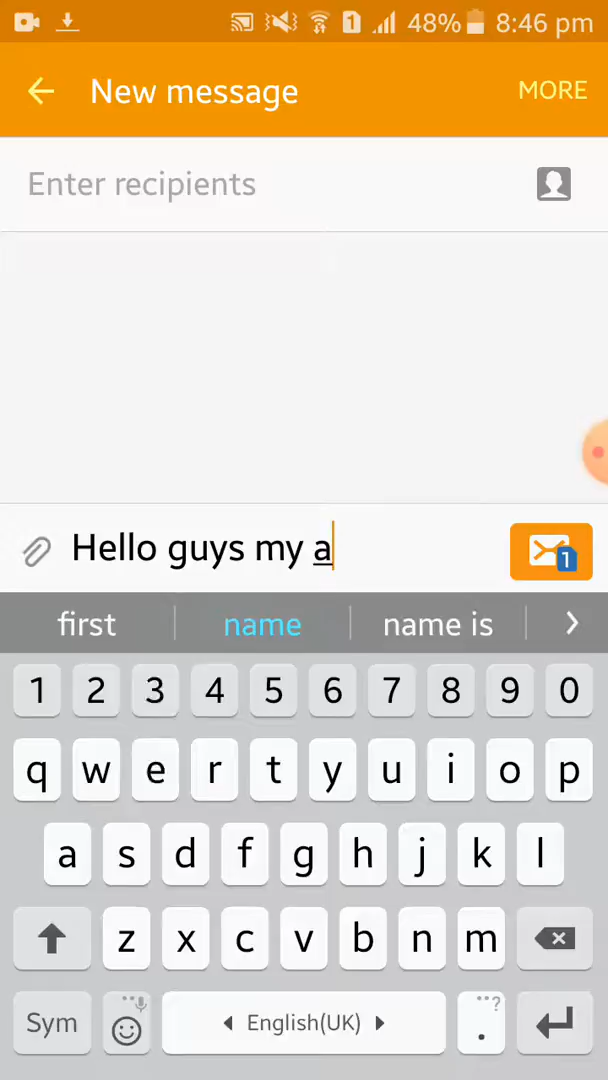 1 48% 8:46 pm
New message MORE
Enter recipients
Hello guys my a 1
first name name is
1 2 3 4 5 6 7 8 9 0
q w e r t y u i o p
a s d f g h j k l
z x c v b n m
Sym English(UK) . ?